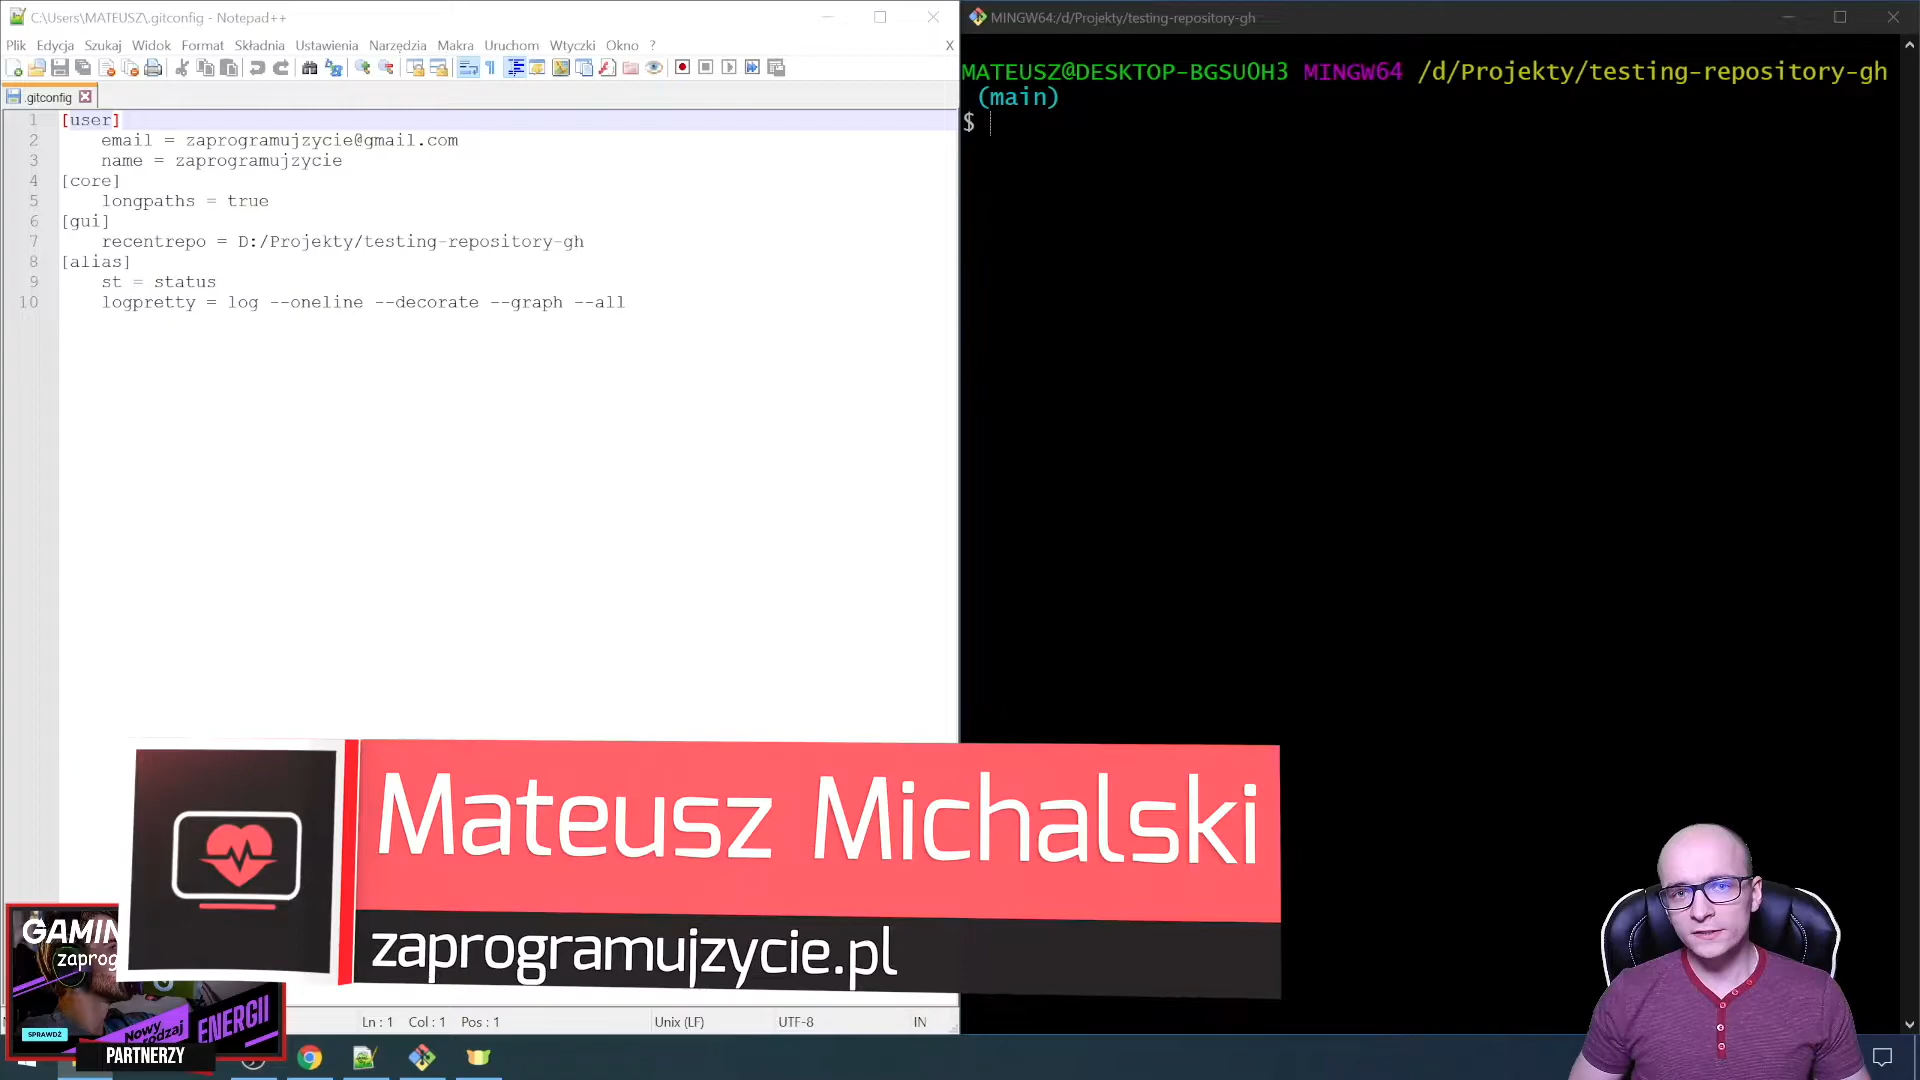 C:\Users\MATEUSZ\.gitconfig - Notepad++
Plik Edycja Szukaj Widok Format Składnia Ustawienia Narzędzia Makra Uruchom Wtyczki Okno ? X
.gitconfig
1 [user]
2 email = zaprogramujzycie@gmail.com
3 name = zaprogramujzycie
4 [core]
5 longpaths = true
6 [gui]
7 recentrepo = D:/Projekty/testing-repository-gh
8 [alias]
9 st = status
10 logpretty = log --oneline --decorate --graph --all
MINGW64:/d/Projekty/testing-repository-gh
MATEUSZ@DESKTOP-BGSU0H3 MINGW64 /d/Projekty/testing-repository-gh
(main)
$
Mateusz Michalski
zaprogramujzycie.pl
GAMIN
zaprog
Nowy
ENERGII
SPRAWDŹ
PARTNERZY
Ln : 1 Col : 1 Pos : 1 Unix (LF) UTF-8 IN